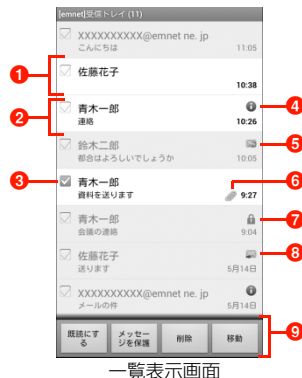 [emnet]受信トレイ (11)
XXXXXXXXXX@emnet ne. jp
こんにちは 11:05
1 佐藤花子
10:38
2 青木一郎 4
連絡 10:26
鈴木二郎 5
都合はよろしいでしょうか 10:05
3 青木一郎 6
資料を送ります 9:27
青木一郎 7
会議の連絡 9:04
佐藤花子 8
送ります 5月14日
XXXXXXXXXX@emnet ne. jp
メールの件 5月14日
既読にする メッセージを保護 削除 移動 9
一覧表示画面